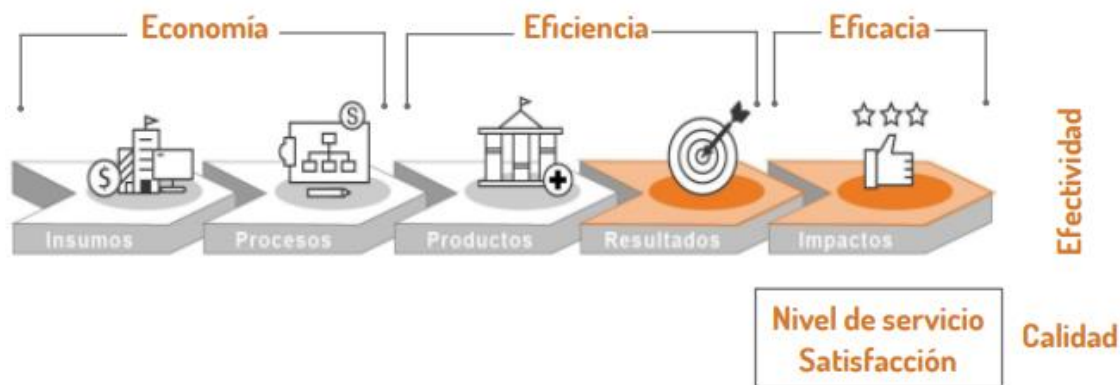 Economía
Eficiencia
Eficacia
$
S
Insumos
Procesos
Productos
Resultados
Impactos
Efectividad
Nivel de servicio
Satisfacción
Calidad